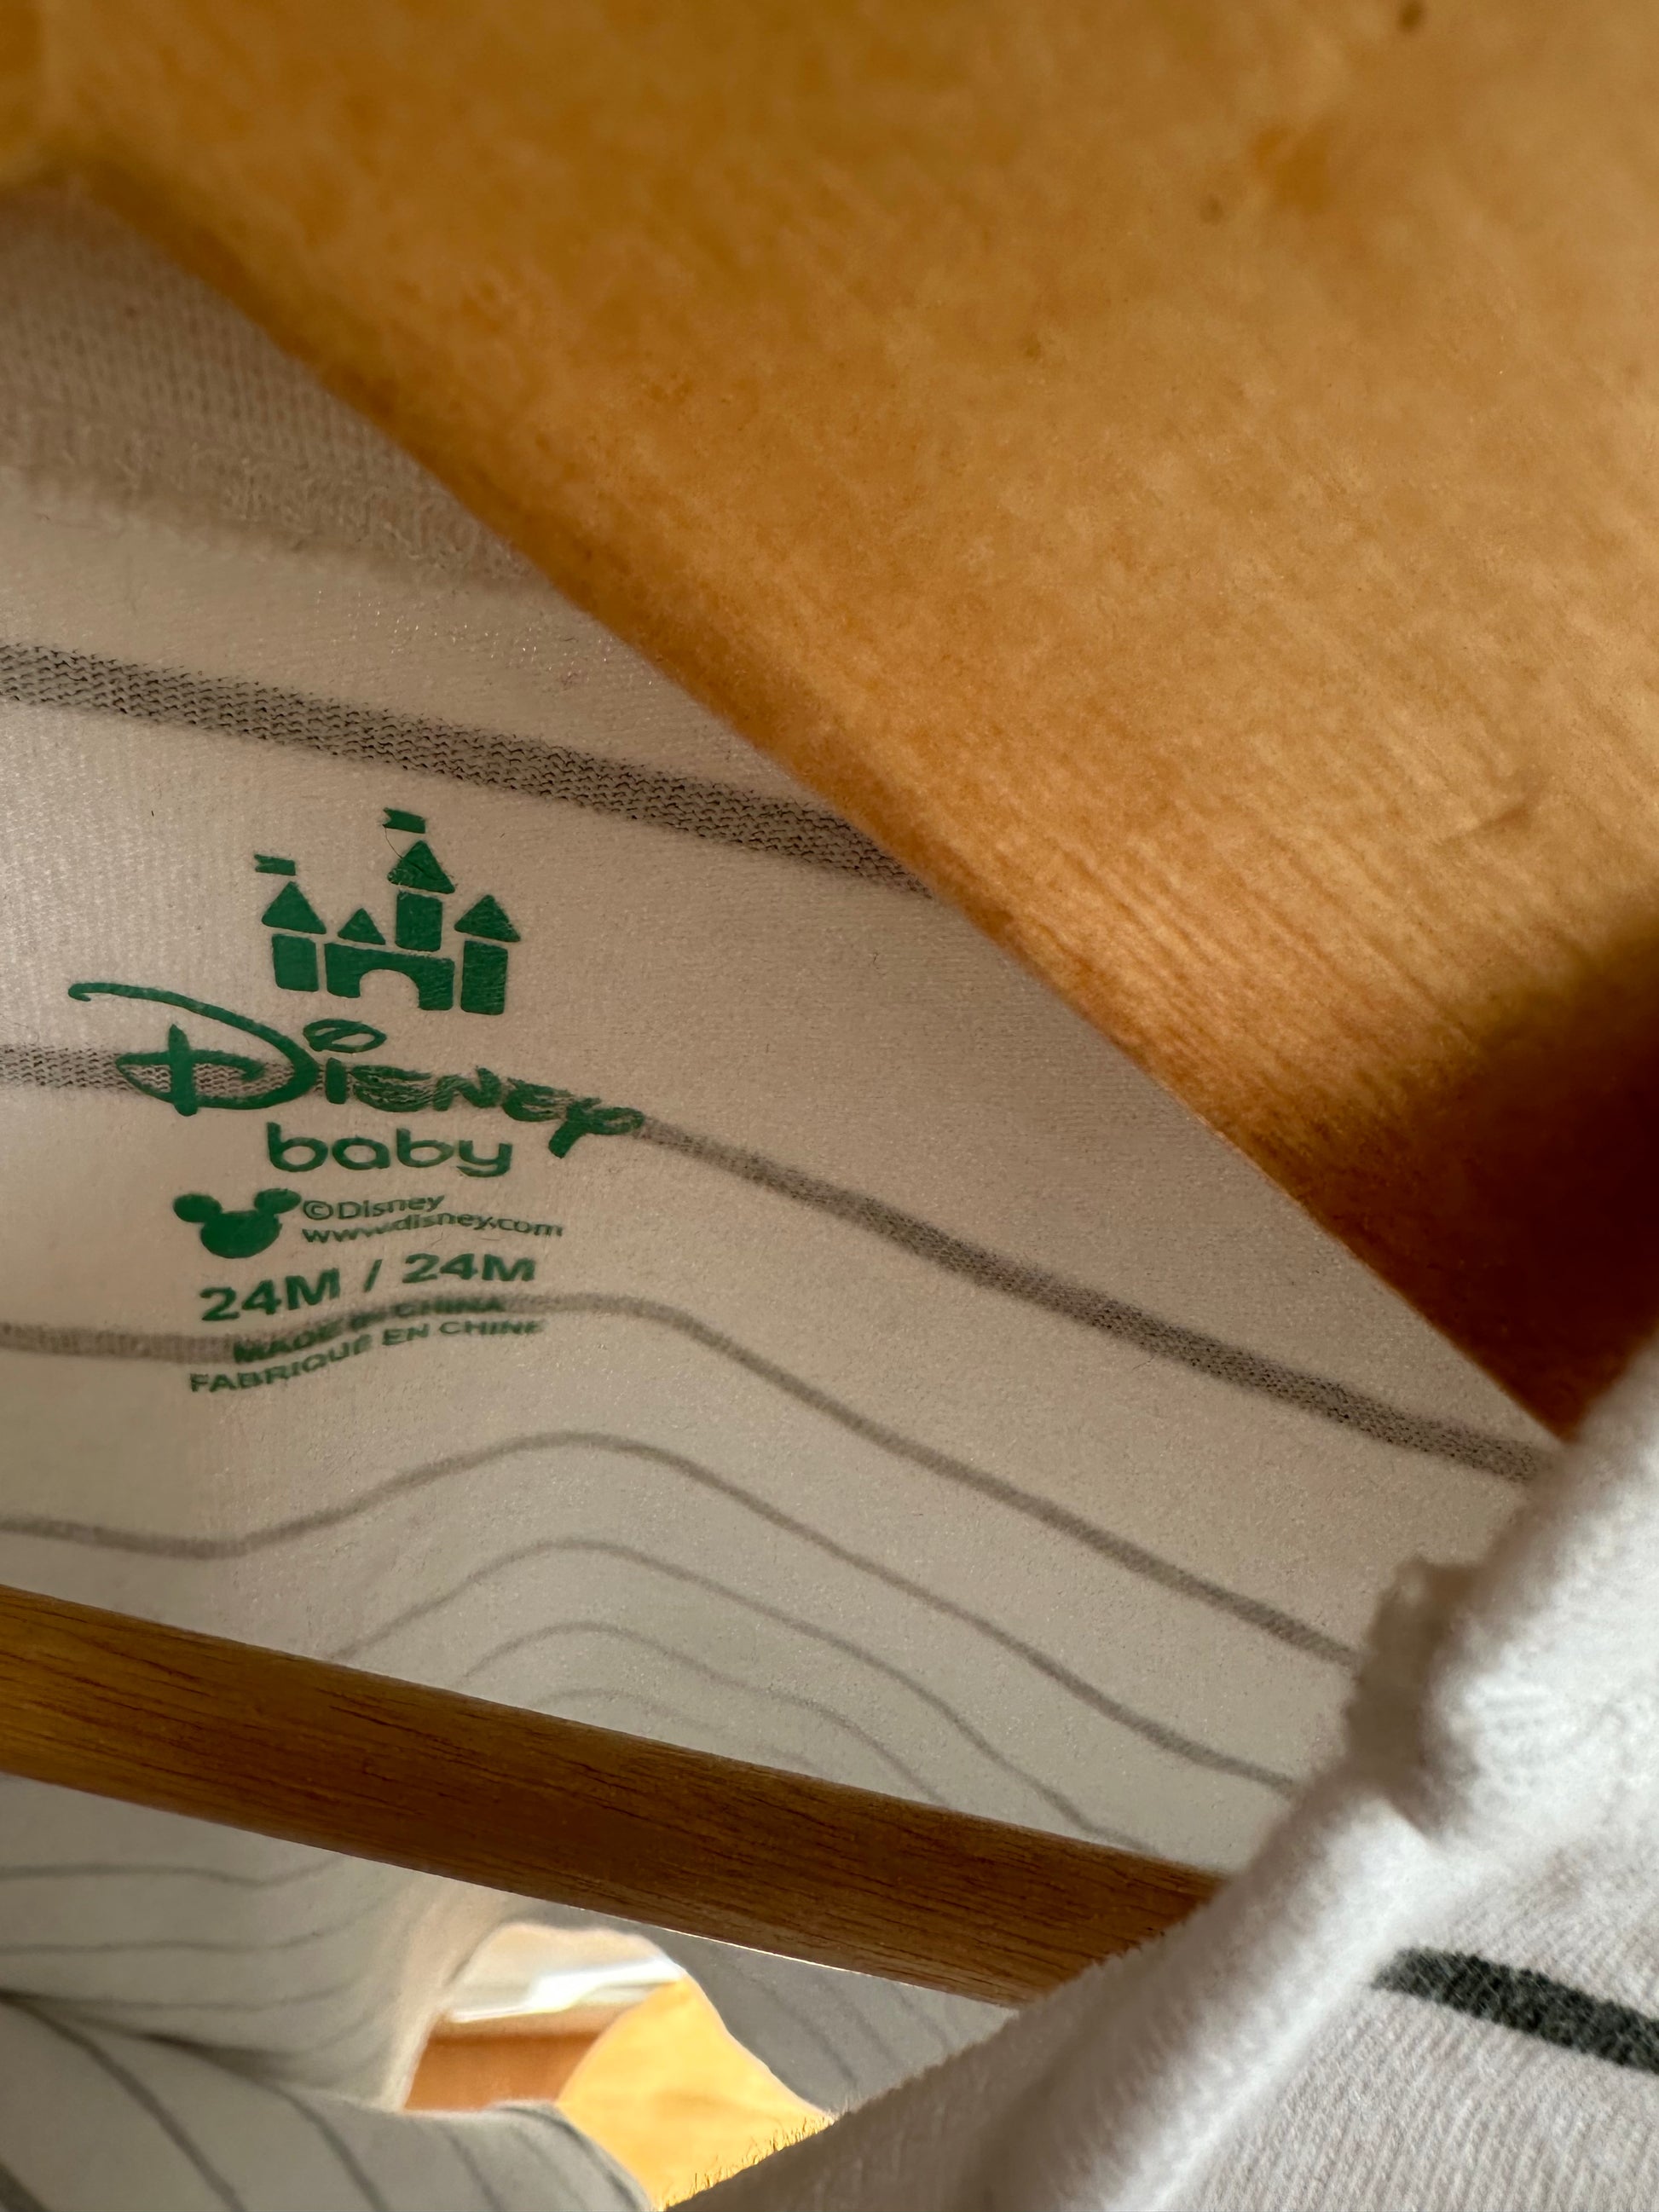 Disney
baby
©Disney
www.disney.com
24M / 24M
MADE IN CHINA
FABRIQUÉ EN CHINE